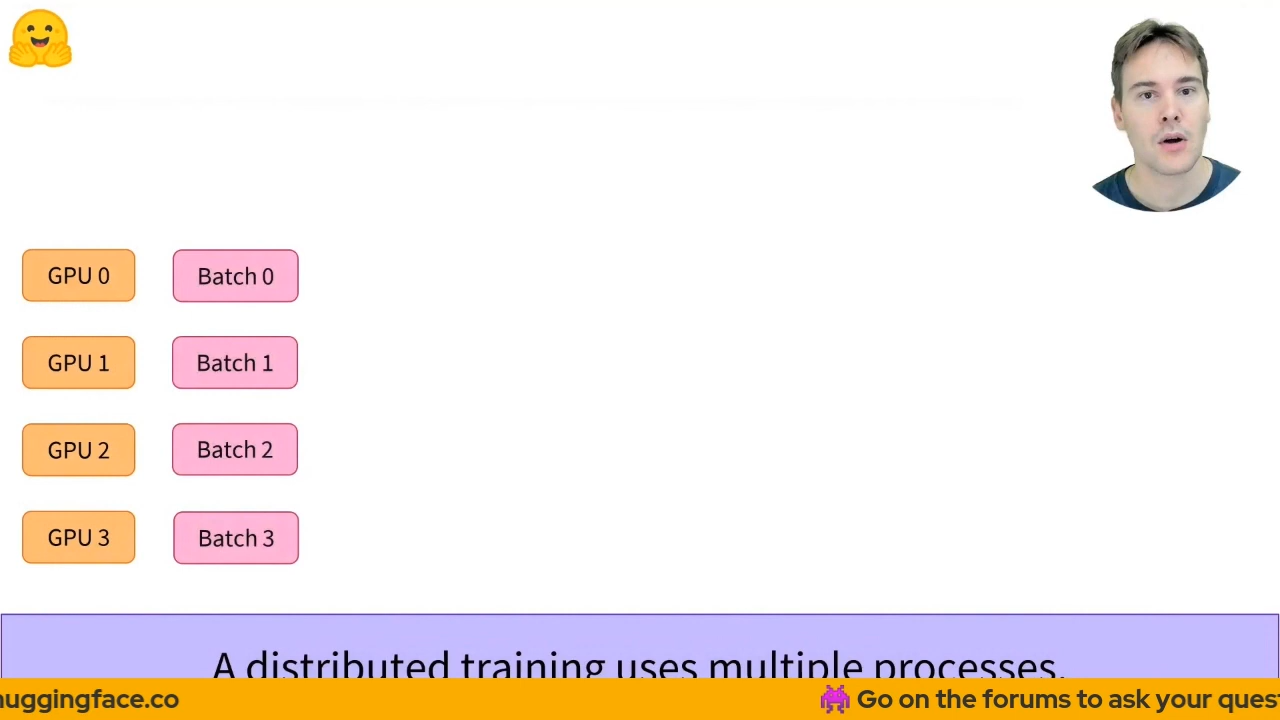 GPU 0 Batch 0
GPU 1 Batch 1
GPU 2 Batch 2
GPU 3 Batch 3
A distributed training uses multiple processes.
huggingface.co
Go on the forums to ask your quest